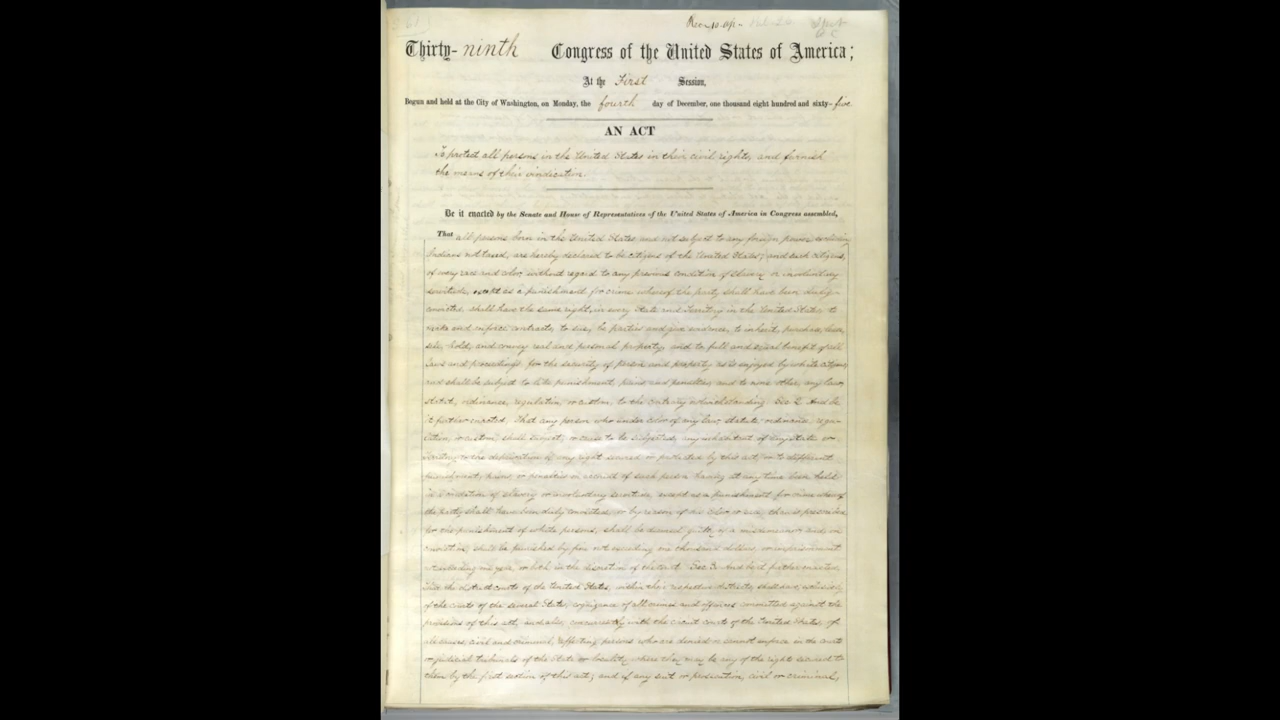 Thirty-ninth Congress of the United States of America;
At the First Session,
Begun and held at the City of Washington, on Monday, the fourth day of December, one thousand eight hundred and sixty-five
AN ACT
To protect all persons in the United States in their civil rights, and furnish
the means of their vindication.
Be it enacted by the Senate and House of Representatives of the United States of America in Congress assembled,
That all persons born in the United States and not subject to any foreign power, excluding
Indians not taxed, are hereby declared to be citizens of the United States; and such citizens,
of every race and color, without regard to any previous condition of slavery or involuntary
servitude, except as a punishment for crime whereof the party shall have been duly
convicted, shall have the same right, in every State and Territory in the United States, to
make and enforce contracts, to sue, be parties and give evidence, to inherit, purchase, lease,
sell, hold, and convey real and personal property, and to full and equal benefit of all
laws and proceedings for the security of person and property as is enjoyed by white citizens,
and shall be subject to like punishment, pains and penalties, and to none other, any law,
statute, ordinance, regulation, or custom, to the contrary notwithstanding. Sec 2. And be
it further enacted, That any person who under color of any law, statute, ordinance, regu-
lation, or custom, shall subject, or cause to be subjected, any inhabitant of any State or
Territory to the deprivation of any right secured or protected by this act, or to different
punishment, pains, or penalties on account of such person having at any time been held
in a condition of slavery or involuntary servitude, except as a punishment for crime whereof
the party shall have been duly convicted, or by reason of his color or race, than is prescribed
for the punishment of white persons, shall be deemed guilty of a misdemeanor, and on
conviction, shall be punished by fine not exceeding one thousand dollars, or imprisonment
not exceeding one year, or both, in the discretion of the court. Sec 3. And be it further enacted,
That the district courts of the United States, within their respective districts, shall have, exclusively
of the courts of the several States, cognizance of all crimes and offences committed against the
provisions of this act, and also, concurrently with the circuit courts of the United States, of
all causes, civil and criminal, affecting persons who are denied or cannot enforce in the courts
or judicial tribunals of the State or locality where they may be any of the rights secured to
them by the first section of this act; and if any suit or prosecution, civil or criminal,